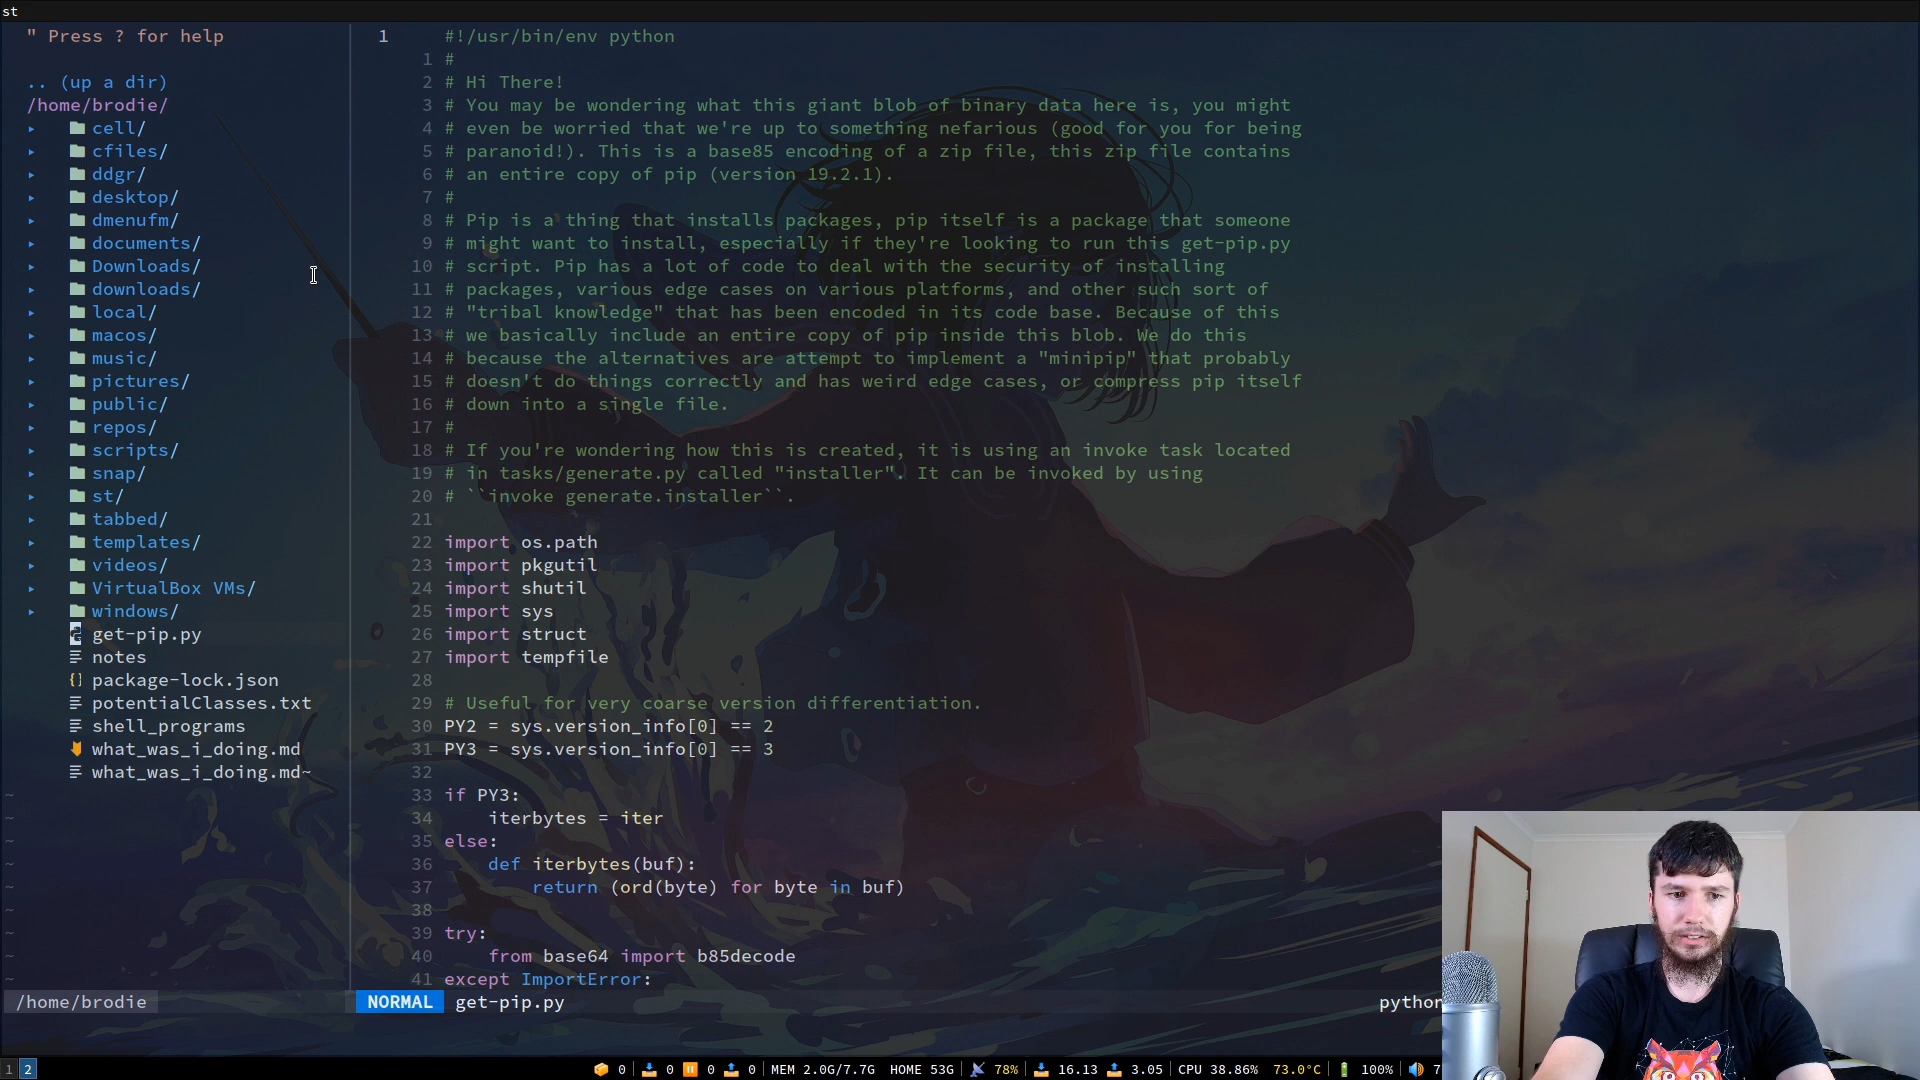 st
" Press ? for help
.. (up a dir)
/home/brodie/
▸ cell/
▸ cfiles/
▸ ddgr/
▸ desktop/
▸ dmenufm/
▸ documents/
▸ Downloads/
▸ downloads/
▸ local/
▸ macos/
▸ music/
▸ pictures/
▸ public/
▸ repos/
▸ scripts/
▸ snap/
▸ st/
▸ tabbed/
▸ templates/
▸ videos/
▸ VirtualBox VMs/
▸ windows/
get-pip.py
notes
{} package-lock.json
potentialClasses.txt
shell_programs
what_was_i_doing.md
what_was_i_doing.md~
~
~
~
~
~
~
~
~
~
/home/brodie
1 #!/usr/bin/env python
1 #
2 # Hi There!
3 # You may be wondering what this giant blob of binary data here is, you might
4 # even be worried that we're up to something nefarious (good for you for being
5 # paranoid!). This is a base85 encoding of a zip file, this zip file contains
6 # an entire copy of pip (version 19.2.1).
7 #
8 # Pip is a thing that installs packages, pip itself is a package that someone
9 # might want to install, especially if they're looking to run this get-pip.py
10 # script. Pip has a lot of code to deal with the security of installing
11 # packages, various edge cases on various platforms, and other such sort of
12 # "tribal knowledge" that has been encoded in its code base. Because of this
13 # we basically include an entire copy of pip inside this blob. We do this
14 # because the alternatives are attempt to implement a "minipip" that probably
15 # doesn't do things correctly and has weird edge cases, or compress pip itself
16 # down into a single file.
17 #
18 # If you're wondering how this is created, it is using an invoke task located
19 # in tasks/generate.py called "installer". It can be invoked by using
20 # ``invoke generate.installer``.
21
22 import os.path
23 import pkgutil
24 import shutil
25 import sys
26 import struct
27 import tempfile
28
29 # Useful for very coarse version differentiation.
30 PY2 = sys.version_info[0] == 2
31 PY3 = sys.version_info[0] == 3
32
33 if PY3:
34     iterbytes = iter
35 else:
36     def iterbytes(buf):
37         return (ord(byte) for byte in buf)
38
39 try:
40     from base64 import b85decode
41 except ImportError:
NORMAL get-pip.py python
1 2 0 0 0 0 MEM 2.0G/7.7G HOME 53G 78% 16.13 3.05 CPU 38.86% 73.0°C 100% 7